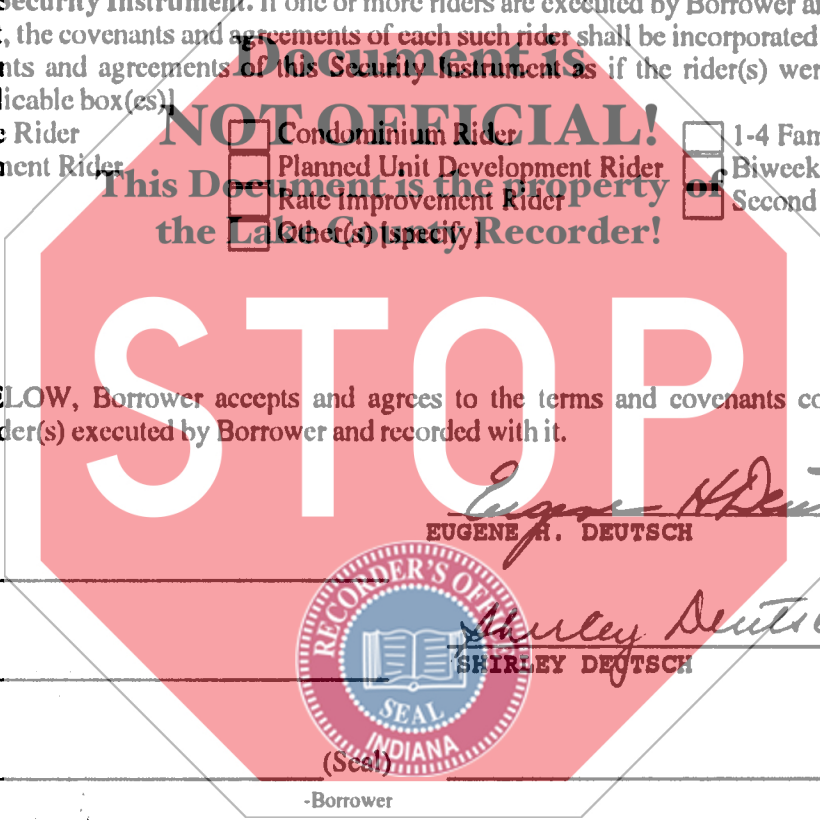 Security Instrument. If one or more riders are executed by Borrower an
, the covenants and agreements of each such rider shall be incorporated
nts and agreements of this Security Instrument as if the rider(s) wer
licable box(es)]
Document is
NOT OFFICIAL!
This Document is the property of
the Lake County Recorder!
Rider
Condominium Rider
1-4 Fam
ment Rider
Planned Unit Development Rider
Biweek
Rate Improvement Rider
Second
Other(s) [specify]
STOP
LOW, Borrower accepts and agrees to the terms and covenants co
der(s) executed by Borrower and recorded with it.
Eugene H. Deu
EUGENE H. DEUTSCH
Shirley Deuts
SHIRLEY DEUTSCH
RECORDER'S OFFICE
SEAL
INDIANA
(Seal)
-Borrower